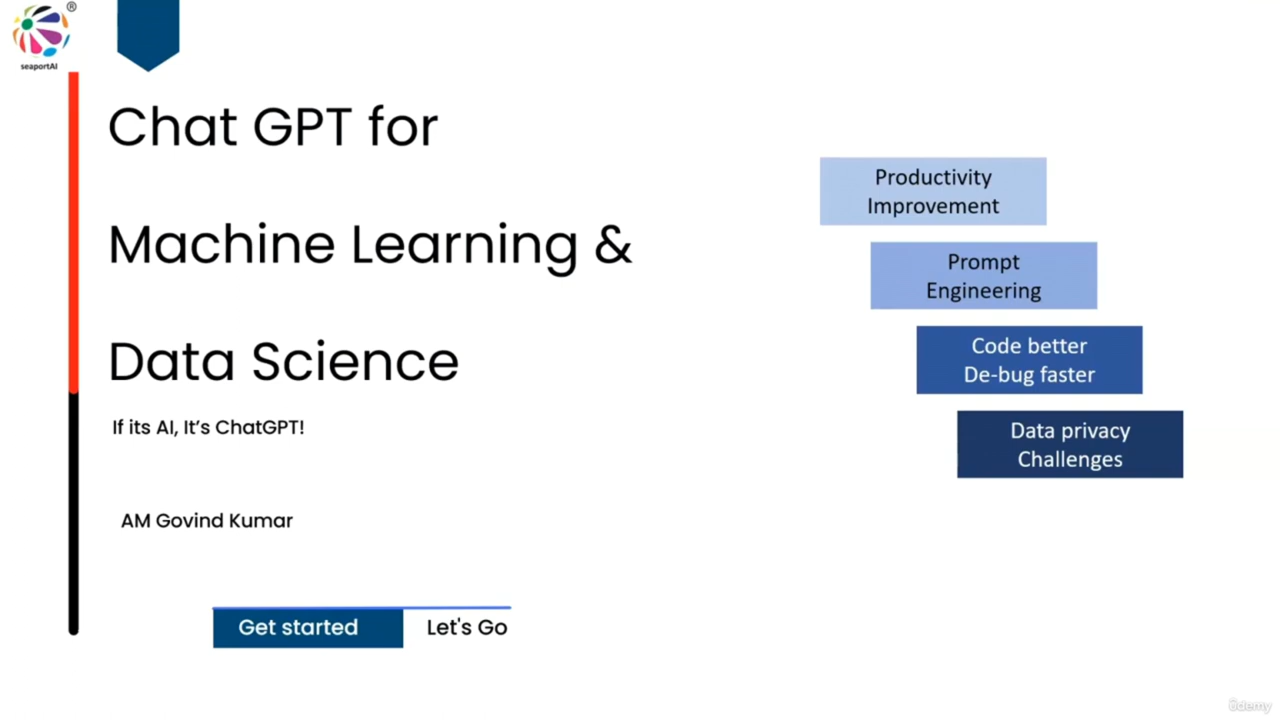 ®
seaportAI
Chat GPT for
Machine Learning &
Data Science
If its AI, It’s ChatGPT!
AM Govind Kumar
Get started
Let's Go
Productivity
Improvement
Prompt
Engineering
Code better
De-bug faster
Data privacy
Challenges
ûdemy